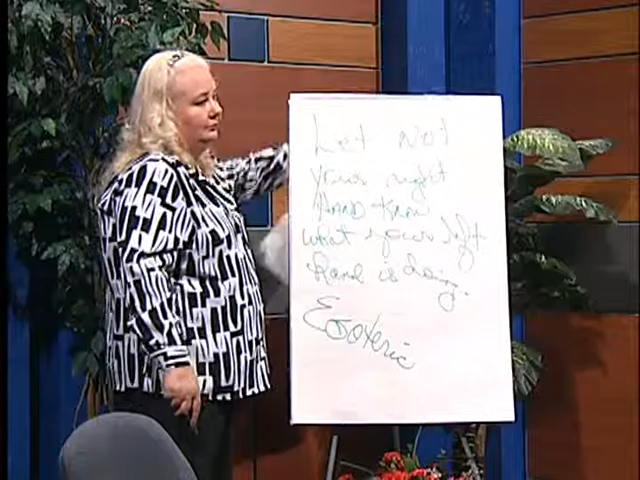 Let Not
your right
HAND Know
what your left
Hand is doing.
Esoteric